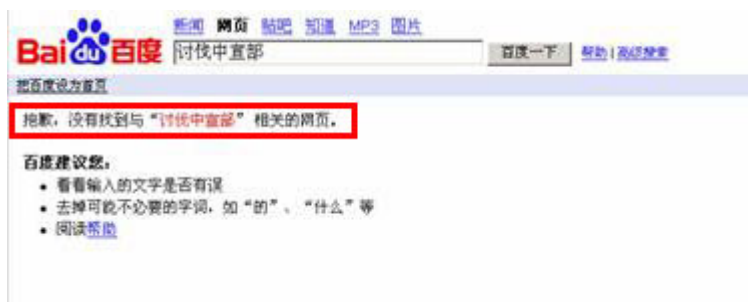 新闻 网页 贴吧 知道 MP3 图片
Bai du 百度 讨伐中宣部 百度一下 帮助 | 高级搜索
把百度设为首页
抱歉，没有找到与“讨伐中宣部”相关的网页。
百度建议您：
• 看看输入的文字是否有误
• 去掉可能不必要的字词，如“的”、“什么”等
• 阅读帮助